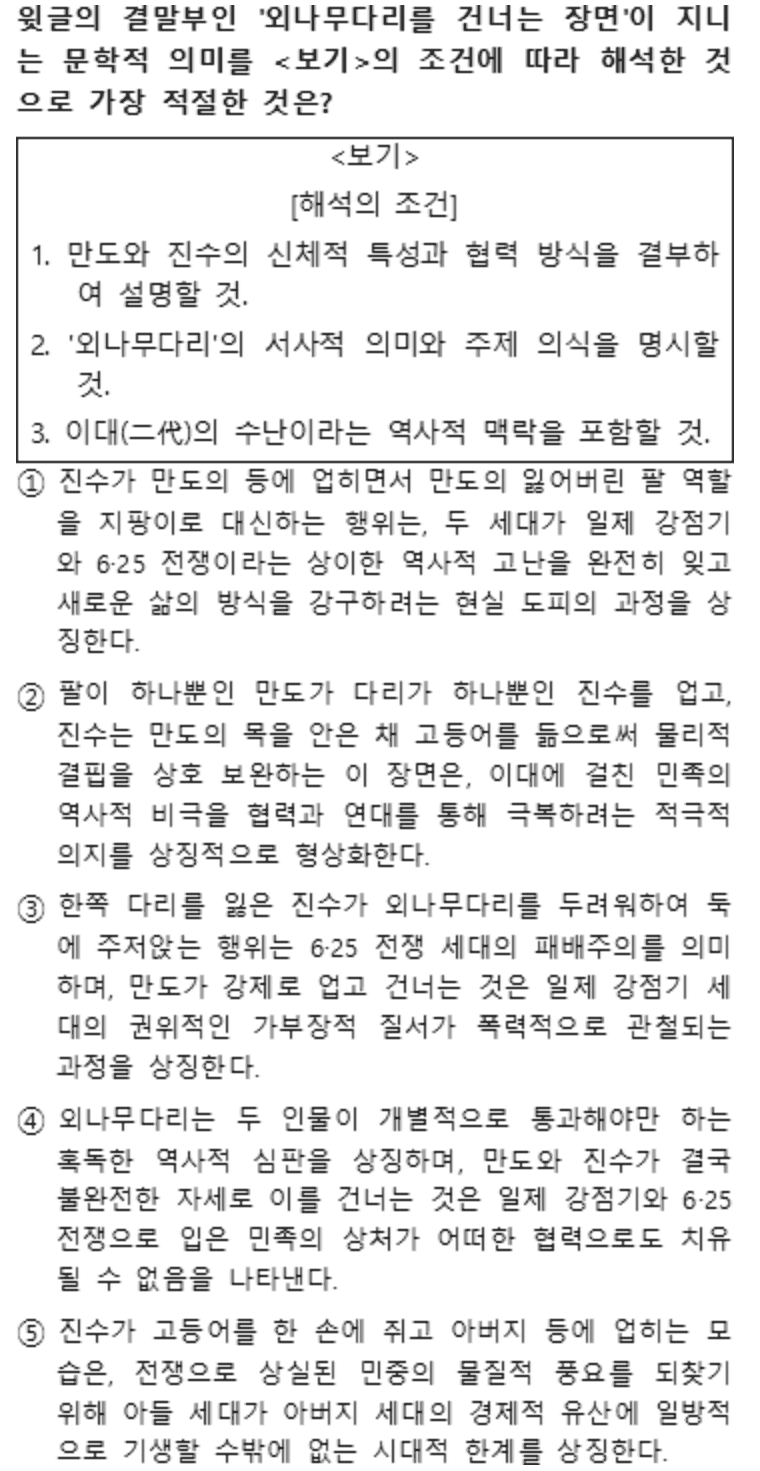 윗글의 결말부인 '외나무다리를 건너는 장면'이 지니
는 문학적 의미를 <보기>의 조건에 따라 해석한 것
으로 가장 적절한 것은?
<보기>
[해석의 조건]
1. 만도와 진수의 신체적 특성과 협력 방식을 결부하
여 설명할 것.
2. '외나무다리'의 서사적 의미와 주제 의식을 명시할
것.
3. 이대(二代)의 수난이라는 역사적 맥락을 포함할 것.
① 진수가 만도의 등에 업히면서 만도의 잃어버린 팔 역할
을 지팡이로 대신하는 행위는, 두 세대가 일제 강점기
와 6·25 전쟁이라는 상이한 역사적 고난을 완전히 잊고
새로운 삶의 방식을 강구하려는 현실 도피의 과정을 상
징한다.
② 팔이 하나뿐인 만도가 다리가 하나뿐인 진수를 업고,
진수는 만도의 목을 안은 채 고등어를 듦으로써 물리적
결핍을 상호 보완하는 이 장면은, 이대에 걸친 민족의
역사적 비극을 협력과 연대를 통해 극복하려는 적극적
의지를 상징적으로 형상화한다.
③ 한쪽 다리를 잃은 진수가 외나무다리를 두려워하여 둑
에 주저앉는 행위는 6·25 전쟁 세대의 패배주의를 의미
하며, 만도가 강제로 업고 건너는 것은 일제 강점기 세
대의 권위적인 가부장적 질서가 폭력적으로 관철되는
과정을 상징한다.
④ 외나무다리는 두 인물이 개별적으로 통과해야만 하는
혹독한 역사적 심판을 상징하며, 만도와 진수가 결국
불완전한 자세로 이를 건너는 것은 일제 강점기와 6·25
전쟁으로 입은 민족의 상처가 어떠한 협력으로도 치유
될 수 없음을 나타낸다.
⑤ 진수가 고등어를 한 손에 쥐고 아버지 등에 업히는 모
습은, 전쟁으로 상실된 민중의 물질적 풍요를 되찾기
위해 아들 세대가 아버지 세대의 경제적 유산에 일방적
으로 기생할 수밖에 없는 시대적 한계를 상징한다.